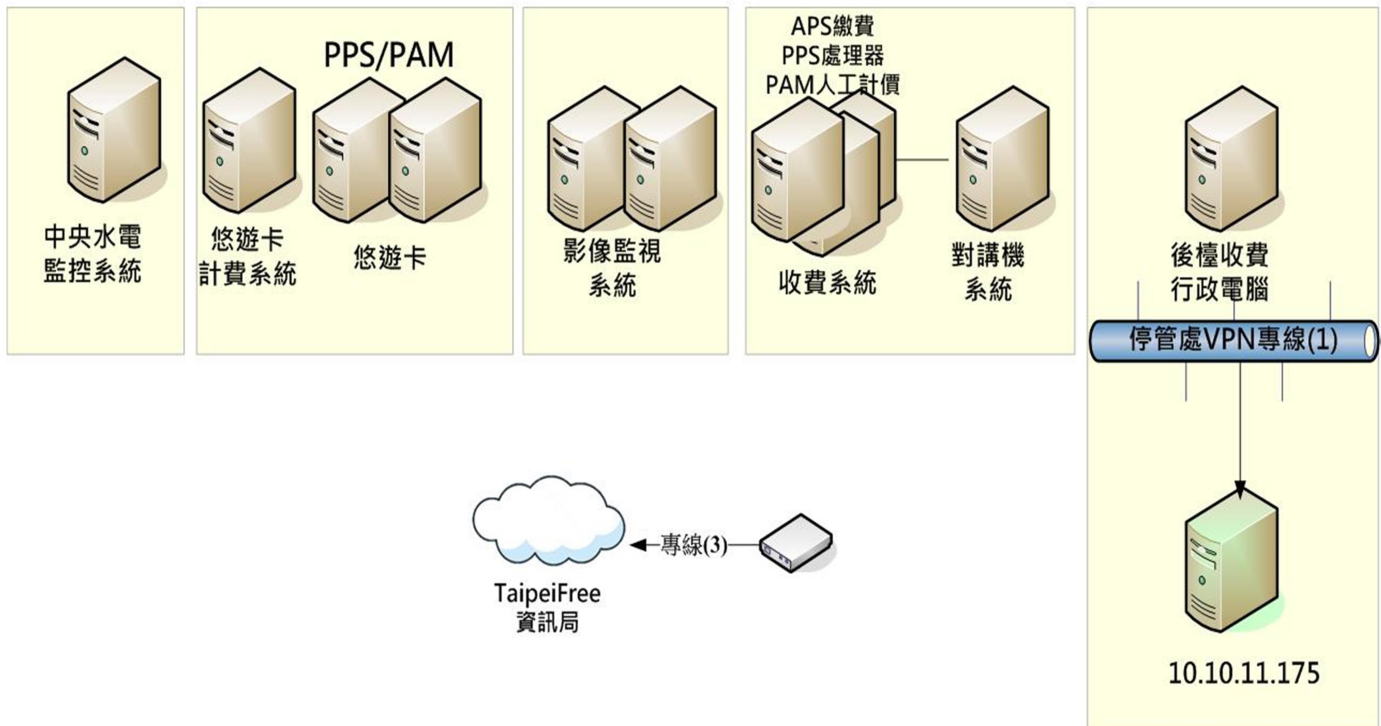 中央水電
監控系統
PPS/PAM
悠遊卡
計費系統
悠遊卡
影像監視
系統
APS繳費
PPS處理器
PAM人工計價
收費系統
對講機
系統
後檯收費
行政電腦
停管處VPN專線(1)
10.10.11.175
專線(3)
TaipeiFree
資訊局